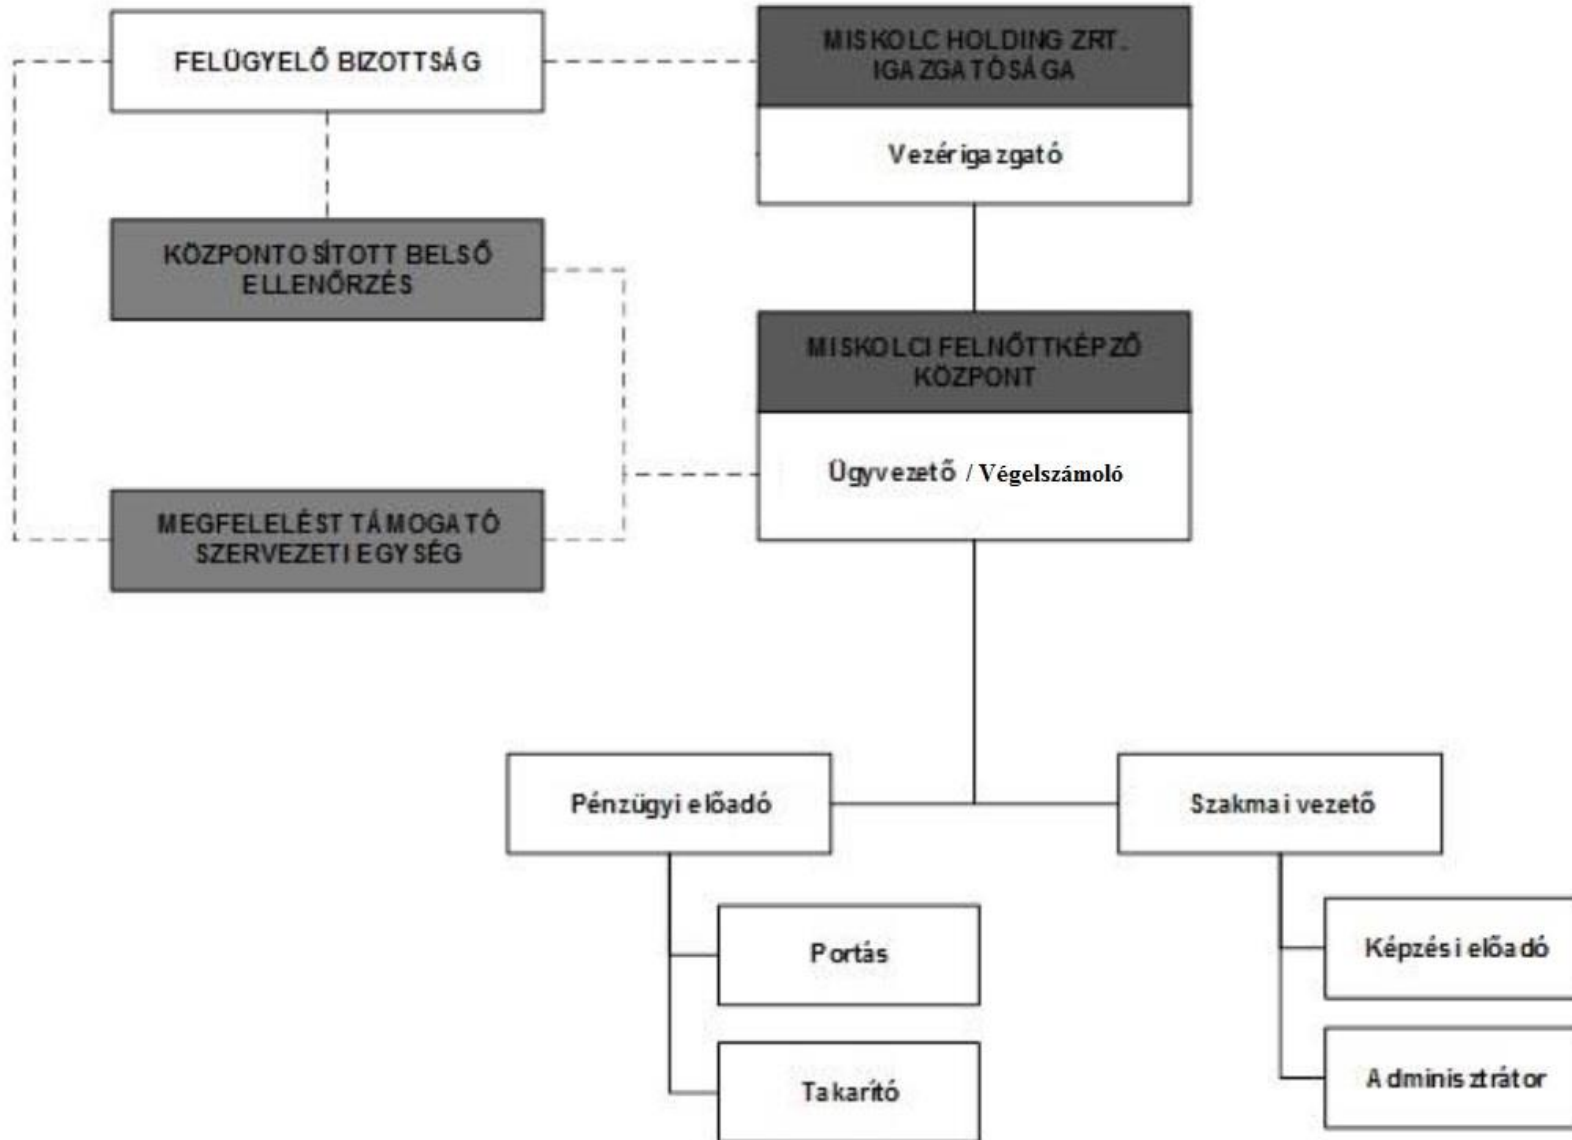 FELÜGYELŐ BIZOTTSÁG
MISKOLC HOLDING ZRT.
IGAZGATÓSÁGA
Vezérigazgató
KÖZPONTOSÍTOTT BELSŐ
ELLENŐRZÉS
MISKOLCI FELNŐTTKÉPZŐ
KÖZPONT
Ügyvezető / Végelszámoló
MEGFELELÉST TÁMOGATÓ
SZERVEZETI EGYSÉG
Pénzügyi előadó
Szakmai vezető
Portás
Képzési előadó
Takarító
Adminisztrátor